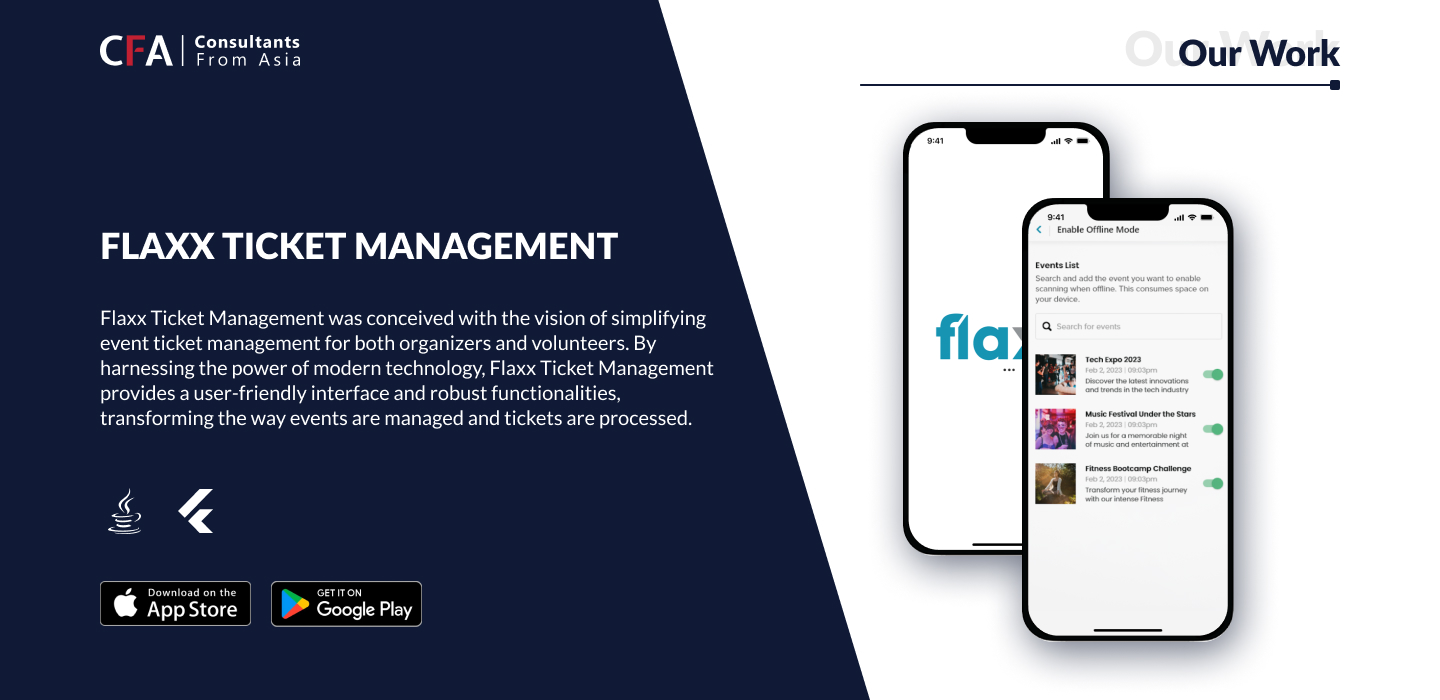 CFA
Consultants
From Asia
Our Work
Our Work
FLAXX TICKET MANAGEMENT
Flaxx Ticket Management was conceived with the vision of simplifying
event ticket management for both organizers and volunteers. By
harnessing the power of modern technology, Flaxx Ticket Management
provides a user-friendly interface and robust functionalities,
transforming the way events are managed and tickets are processed.
Download on the
App Store
GET IT ON
Google Play
9:41
9:41
Enable Offline Mode
Events List
Search and add the event you want to enable
scanning when offline. This consumes space on
your device.
Search for events
Tech Expo 2023
Feb 2, 2023 | 09:03pm
Discover the latest innovations
and trends in the tech industry
Music Festival Under the Stars
Feb 2, 2023 | 09:03pm
Join us for a memorable night
of music and entertainment at
Fitness Bootcamp Challenge
Feb 2, 2023 | 09:03pm
Transform your fitness journey
with our intense Fitness